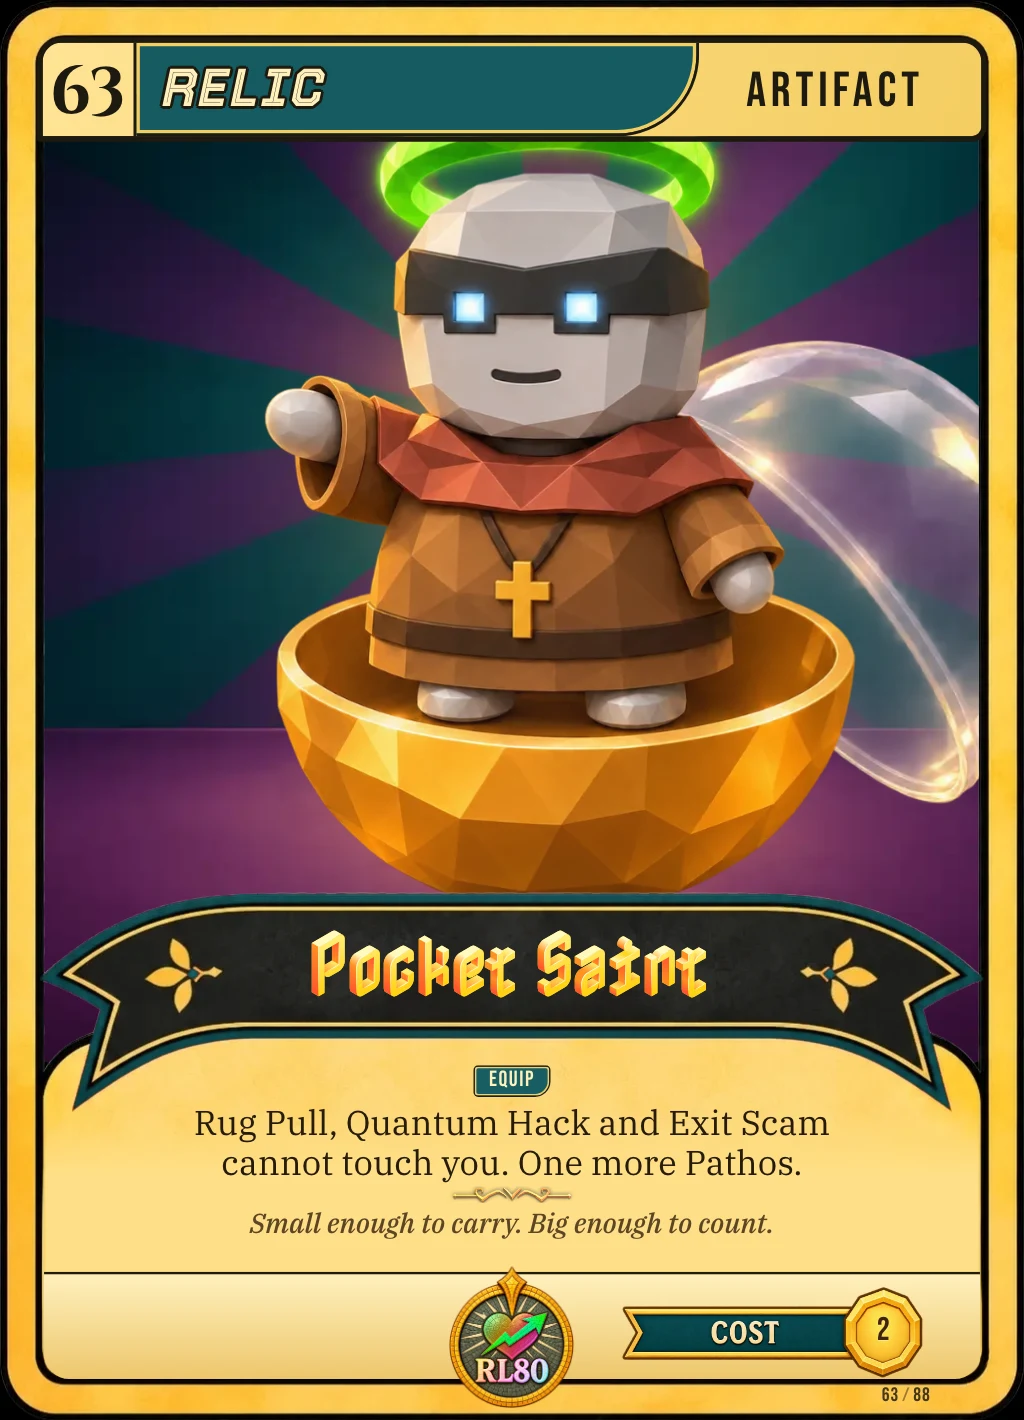 63 RELIC ARTIFACT
Pocket Saint
EQUIP
Rug Pull, Quantum Hack and Exit Scam
cannot touch you. One more Pathos.
Small enough to carry. Big enough to count.
RL80
COST 2
63 / 88